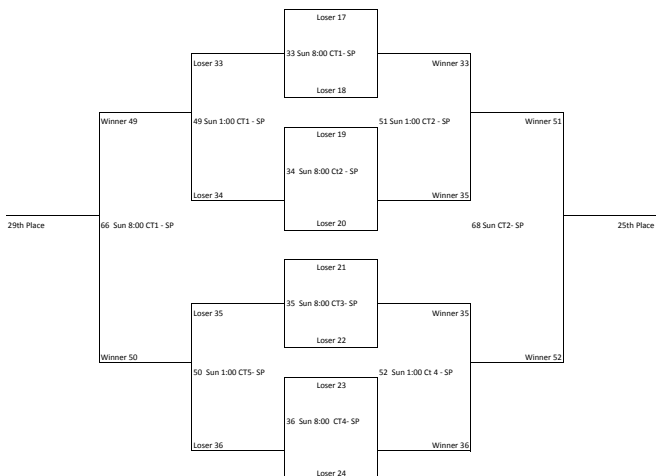 Loser 17
33 Sun 8:00 CT1- SP
Loser 33
Winner 33
Loser 18
Winner 49
49 Sun 1:00 CT1 - SP
51 Sun 1:00 CT2 - SP
Winner 51
Loser 19
34 Sun 8:00 Ct2 - SP
Loser 34
Winner 35
Loser 20
29th Place
66 Sun 8:00 CT1 - SP
68 Sun CT2- SP
25th Place
Loser 21
35 Sun 8:00 CT3- SP
Loser 35
Winner 35
Loser 22
Winner 50
Winner 52
50 Sun 1:00 CT5- SP
52 Sun 1:00 Ct 4 - SP
Loser 23
36 Sun 8:00 CT4- SP
Loser 36
Winner 36
Loser 24